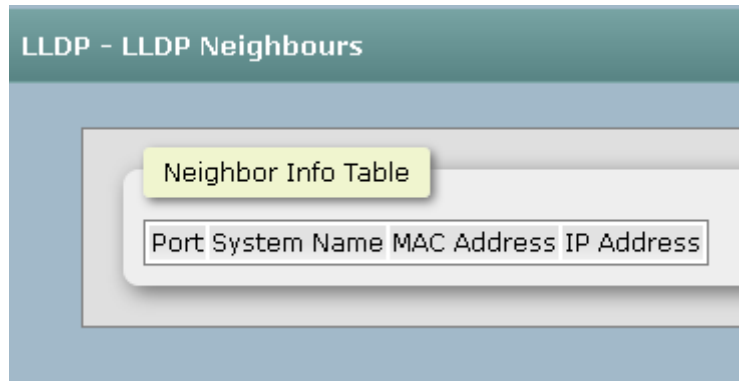 LLDP - LLDP Neighbours
Neighbor Info Table
Port System Name MAC Address IP Address